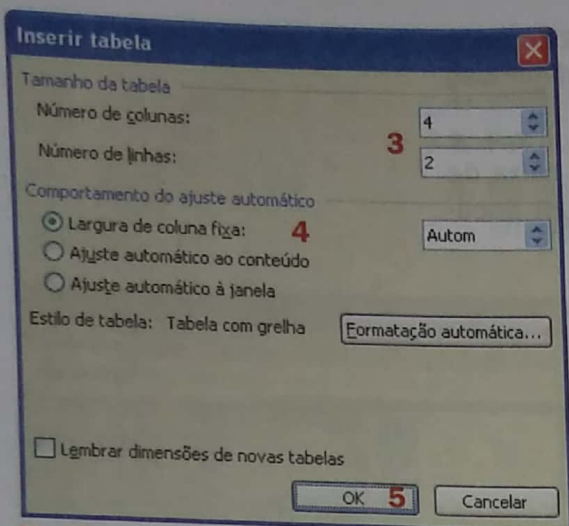 Inserir tabela
Tamanho da tabela
Número de colunas: 4
3
Número de linhas: 2
Comportamento do ajuste automático
Largura de coluna fixa: 4 Autom
Ajuste automático ao conteúdo
Ajuste automático à janela
Estilo de tabela: Tabela com grelha Formatação automática...
Lembrar dimensões de novas tabelas
OK 5 Cancelar